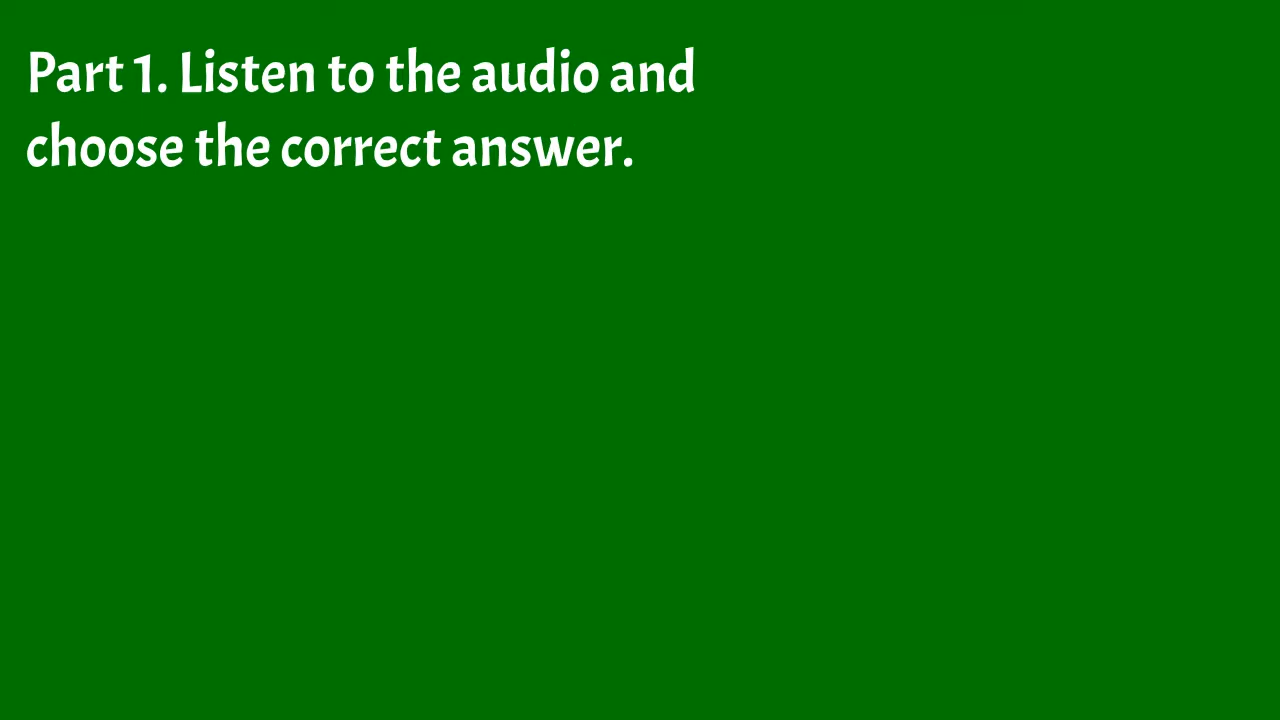 Part 1. Listen to the audio and
choose the correct answer.